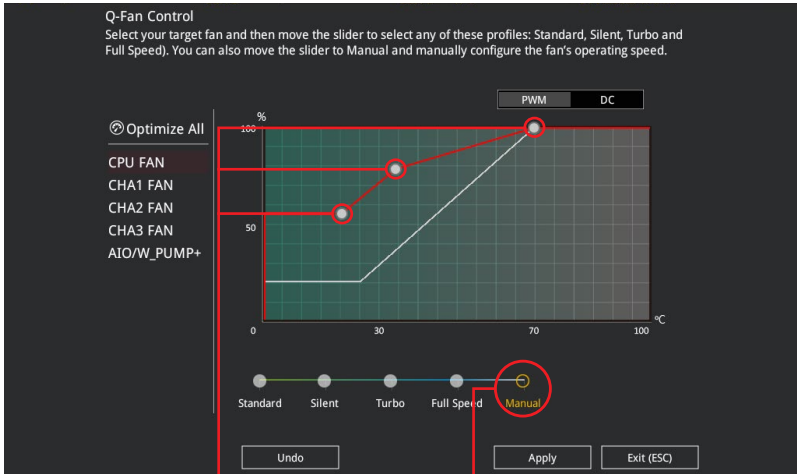 Q-Fan Control
Select your target fan and then move the slider to select any of these profiles: Standard, Silent, Turbo and
Full Speed). You can also move the slider to Manual and manually configure the fan's operating speed.
PWM DC
%
Optimize All
100
CPU FAN
CHA1 FAN
CHA2 FAN
50
CHA3 FAN
AIO/W_PUMP+
ºC
0 30 70 100
Standard Silent Turbo Full Speed Manual
Undo Apply Exit (ESC)